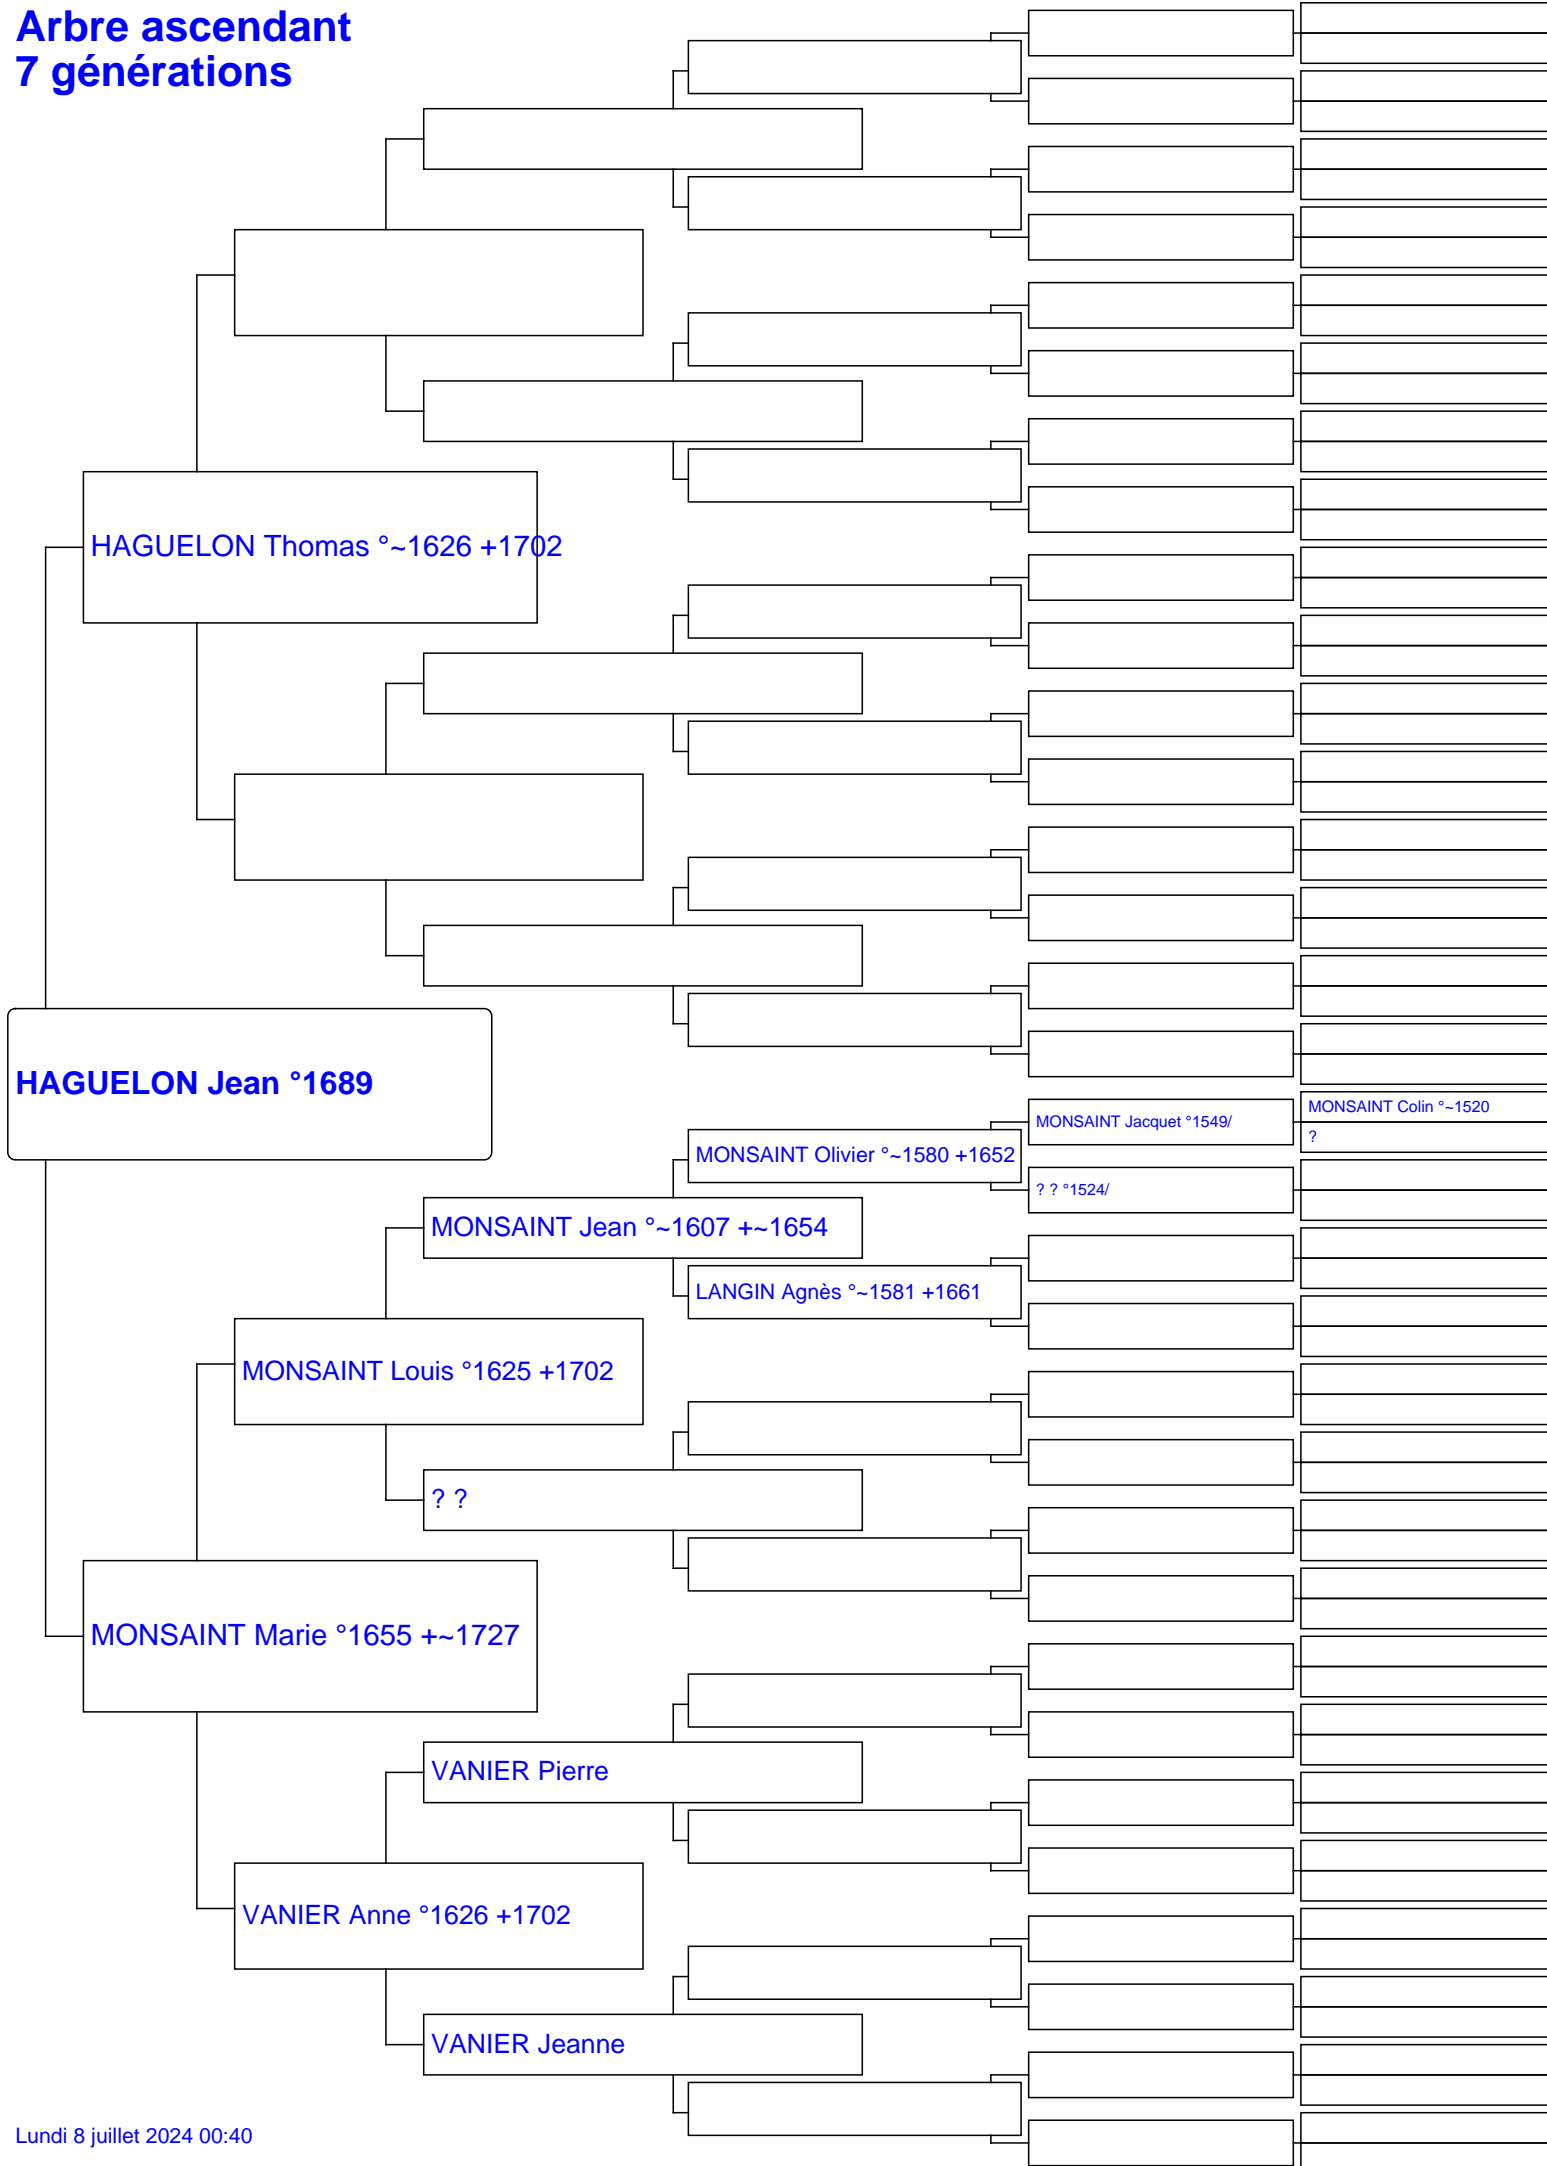 Arbre ascendant
7 générations
HAGUELON Thomas °~1626 +1702
HAGUELON Jean °1689
MONSAINT Colin °~1520
MONSAINT Jacquet °1549/
?
MONSAINT Olivier °~1580 +1652
? ? °1524/
MONSAINT Jean °~1607 +~1654
LANGIN Agnès °~1581 +1661
MONSAINT Louis °1625 +1702
? ?
MONSAINT Marie °1655 +~1727
VANIER Pierre
VANIER Anne °1626 +1702
VANIER Jeanne
Lundi 8 juillet 2024 00:40